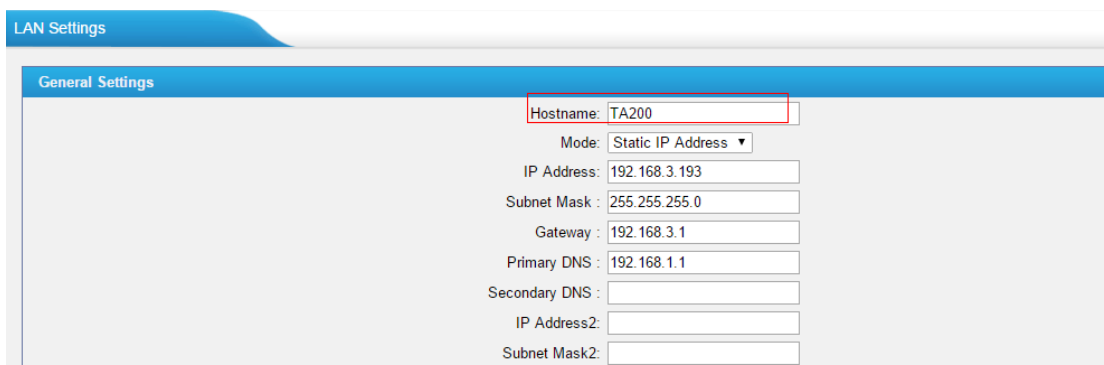 LAN Settings
General Settings
Hostname: TA200
Mode: Static IP Address
IP Address: 192.168.3.193
Subnet Mask : 255.255.255.0
Gateway : 192.168.3.1
Primary DNS : 192.168.1.1
Secondary DNS :
IP Address2:
Subnet Mask2: